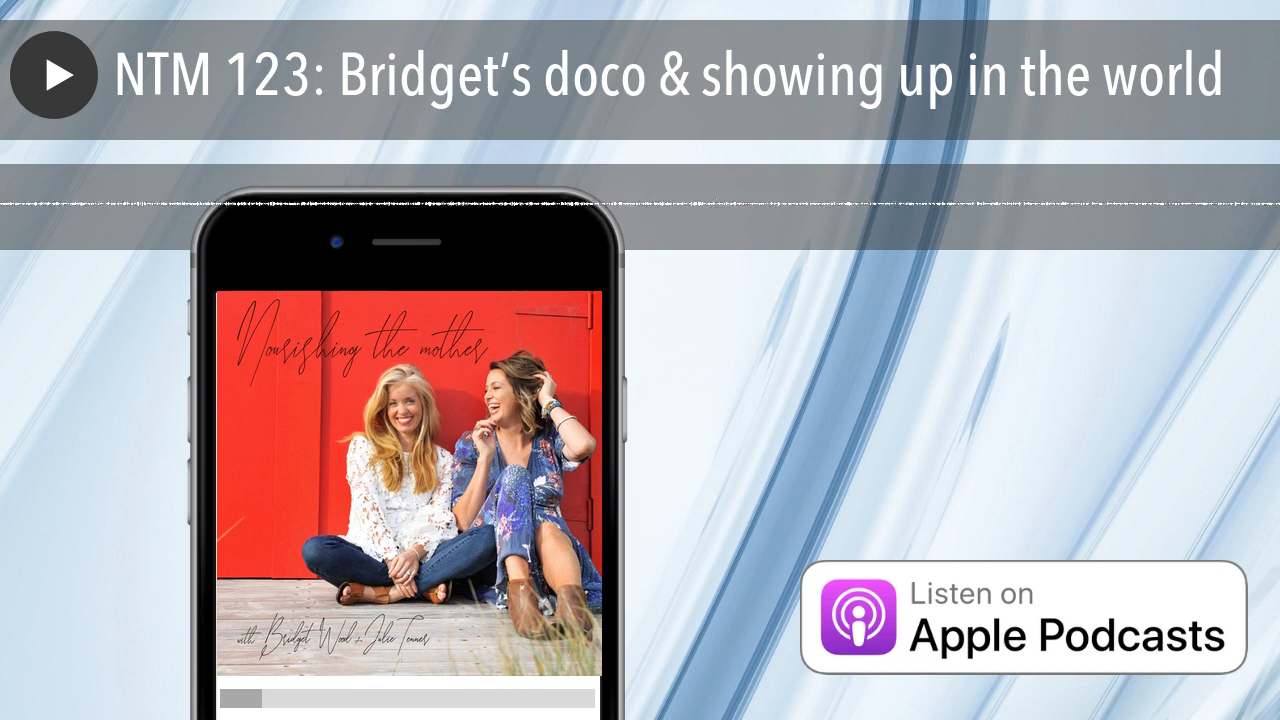 NTM 123: Bridget’s doco & showing up in the world
Nourishing the mother
with Bridget Wood & Julie Tenner
Listen on
Apple Podcasts